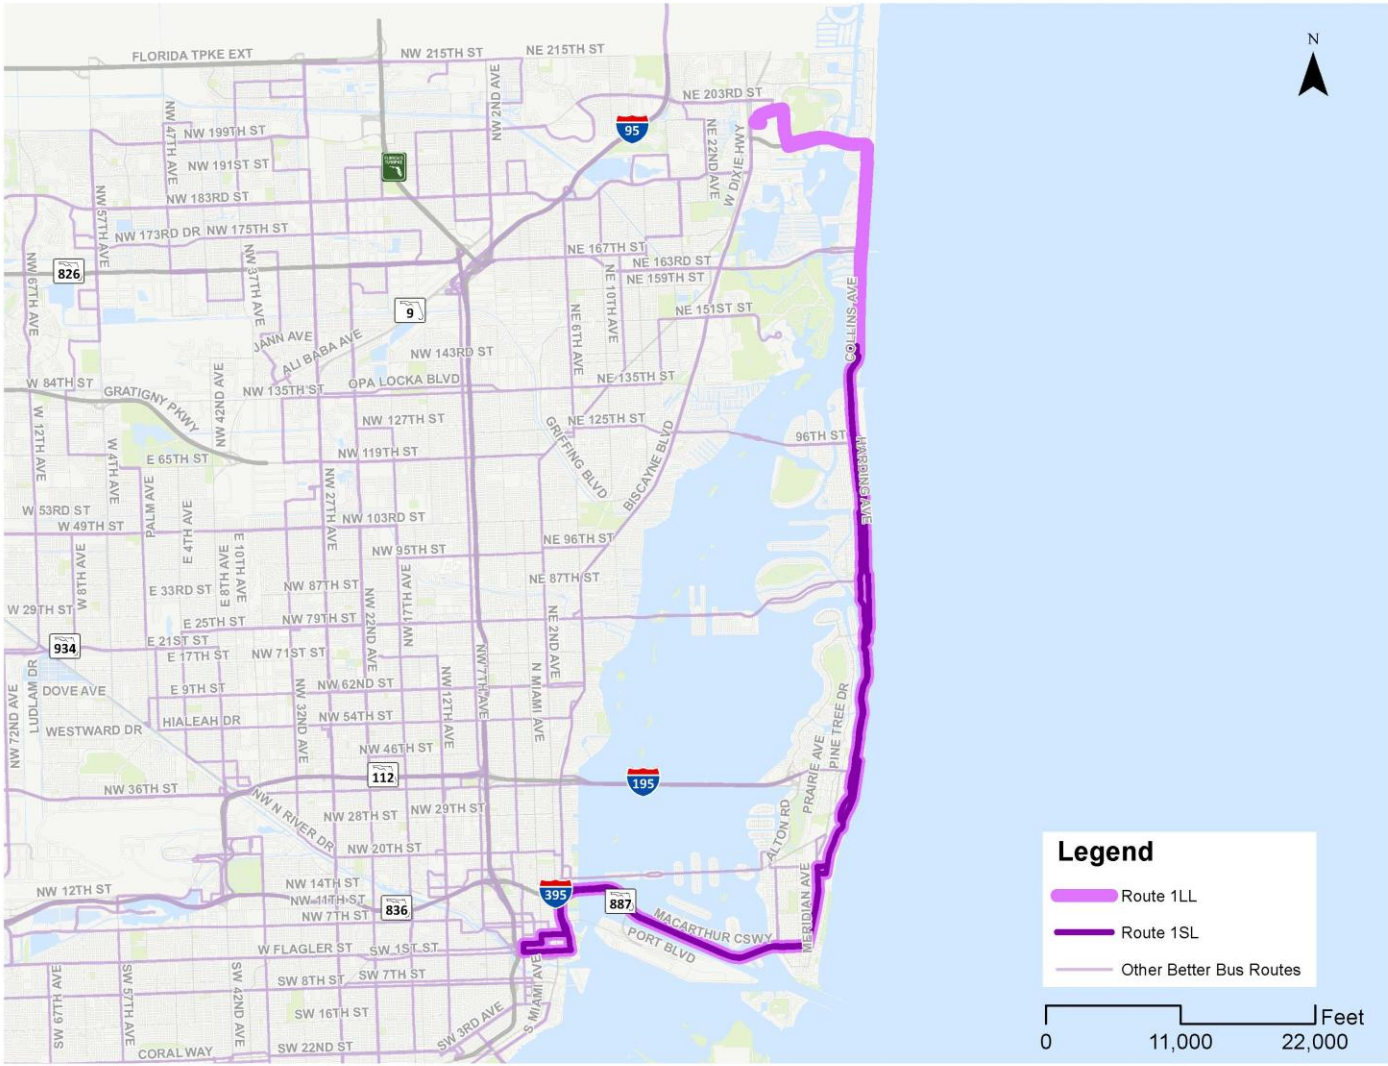 N
FLORIDA TPKE EXT
NW 215TH ST
NE 215TH ST
NE 203RD ST
NW 2ND AVE
95
NW 47TH AVE
NW 199TH ST
NE 22ND AVE
W DIXIE HWY
NW 191ST ST
NW 57TH AVE
NW 183RD ST
NW 173RD DR
NW 175TH ST
NW 67TH AVE
826
NW 37TH AVE
NE 167TH ST
NE 163RD ST
NE 159TH ST
NE 10TH AVE
COLLINS AVE
9
NE 6TH AVE
NE 151ST ST
JANN AVE
ALI BABA AVE
NW 143RD ST
W 84TH ST
GRATIGNY PKWY
NW 42ND AVE
NW 135TH ST
OPA LOCKA BLVD
NE 135TH ST
W 12TH AVE
NW 127TH ST
NE 125TH ST
GRIFFING BLVD
BISCAYNE BLVD
96TH ST
HARDING AVE
W 4TH AVE
E 65TH ST
NW 119TH ST
PALM AVE
NW 27TH AVE
W 53RD ST
W 49TH ST
E 4TH AVE
NW 103RD ST
E 10TH AVE
E 8TH AVE
W 8TH AVE
NW 95TH ST
NE 96TH ST
NW 17TH AVE
E 33RD ST
NW 87TH ST
NE 87TH ST
NW 22ND AVE
W 29TH ST
E 25TH ST
NW 79TH ST
NE 2ND AVE
934
E 21ST ST
E 17TH ST
NW 71ST ST
NW 7TH AVE
N MIAMI AVE
NW 12TH AVE
NW 72ND AVE
LUDLAM DR
DOVE AVE
E 9TH ST
NW 62ND ST
NW 32ND AVE
WESTWARD DR
HIALEAH DR
NW 54TH ST
PINE TREE DR
PRAIRIE AVE
NW 46TH ST
112
195
NW 36TH ST
NW N RIVER DR
NW 28TH ST
NW 29TH ST
ALTON RD
NW 20TH ST
MERIDIAN AVE
NW 12TH ST
NW 14TH ST
NW 11TH ST
NW 7TH ST
836
395
887
MACARTHUR CSWY
PORT BLVD
W FLAGLER ST
SW 1ST ST
S MIAMI AVE
SW 67TH AVE
SW 57TH AVE
SW 42ND AVE
SW 8TH ST
SW 7TH ST
SW 16TH ST
SW 3RD AVE
CORAL WAY
SW 22ND ST
Legend
Route 1LL
Route 1SL
Other Better Bus Routes
Feet
0 11,000 22,000